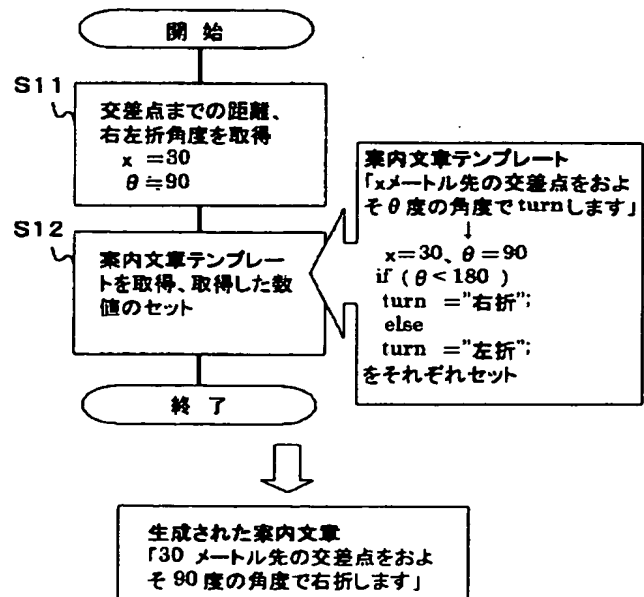 開 始
S11
交差点までの距離、
右左折角度を取得
x =30
θ≒90
S12
案内文章テンプレー
トを取得、取得した数
値のセット
案内文章テンプレート
「xメートル先の交差点をおよ
そθ度の角度でturnします」
↓
x=30、θ=90
if ( θ< 180 )
turn ="右折";
else
turn ="左折";
をそれぞれセット
終 了
生成された案内文章
「30 メートル先の交差点をおよ
そ 90 度の角度で右折します」